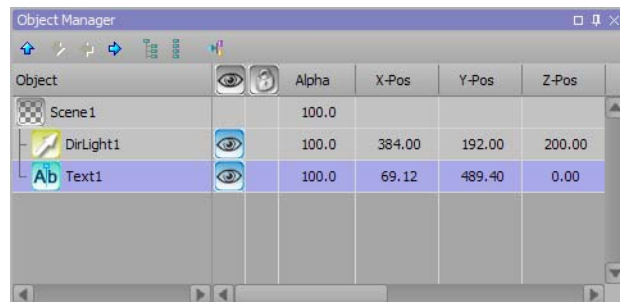 Object Manager
Object Alpha X-Pos Y-Pos Z-Pos
Scene1 100.0
DirLight1 100.0 384.00 192.00 200.00
Ab Text1 100.0 69.12 489.40 0.00